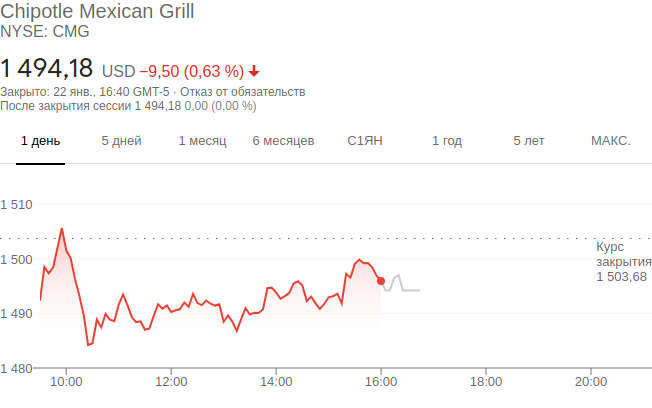 Chipotle Mexican Grill
NYSE: CMG
1 494,18 USD −9,50 (0,63 %)
Закрыто: 22 янв., 16:40 GMT-5 · Отказ от обязательств
После закрытия сессии 1 494,18 0,00 (0,00 %)
1 день 5 дней 1 месяц 6 месяцев С1ЯН 1 год 5 лет МАКС.
1 510
Курс
закрытия
1 503,68
1 500
1 490
1 480
10:00 12:00 14:00 16:00 18:00 20:00